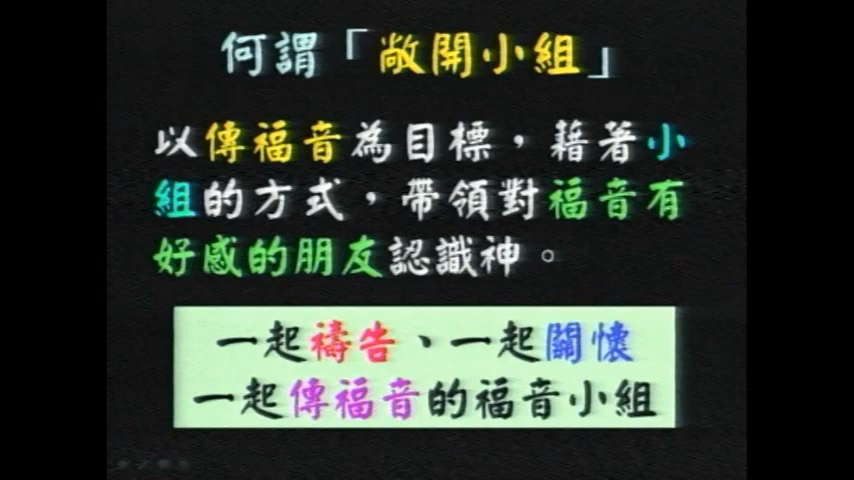 何謂「敞開小組」
以傳福音為目標，藉著小
組的方式，帶領對福音有
好感的朋友認識神。
一起禱告、一起關懷
一起傳福音的福音小組